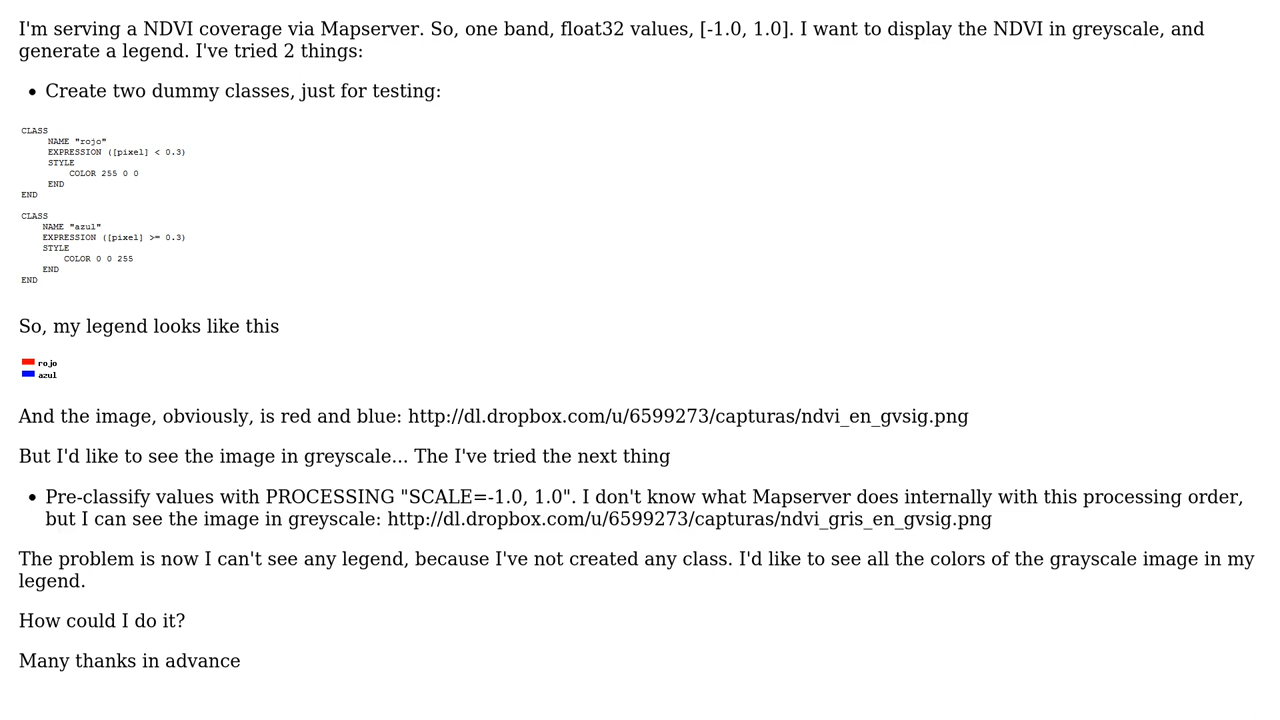 I'm serving a NDVI coverage via Mapserver. So, one band, float32 values, [-1.0, 1.0]. I want to display the NDVI in greyscale, and
generate a legend. I've tried 2 things:
• Create two dummy classes, just for testing:
CLASS
NAME "rojo"
EXPRESSION ([pixel] < 0.3)
STYLE
COLOR 255 0 0
END
END
CLASS
NAME "azul"
EXPRESSION ([pixel] >= 0.3)
STYLE
COLOR 0 0 255
END
END
So, my legend looks like this
rojo
azul
And the image, obviously, is red and blue: http://dl.dropbox.com/u/6599273/capturas/ndvi_en_gvsig.png
But I'd like to see the image in greyscale... The I've tried the next thing
• Pre-classify values with PROCESSING "SCALE=-1.0, 1.0". I don't know what Mapserver does internally with this processing order,
but I can see the image in greyscale: http://dl.dropbox.com/u/6599273/capturas/ndvi_gris_en_gvsig.png
The problem is now I can't see any legend, because I've not created any class. I'd like to see all the colors of the grayscale image in my
legend.
How could I do it?
Many thanks in advance